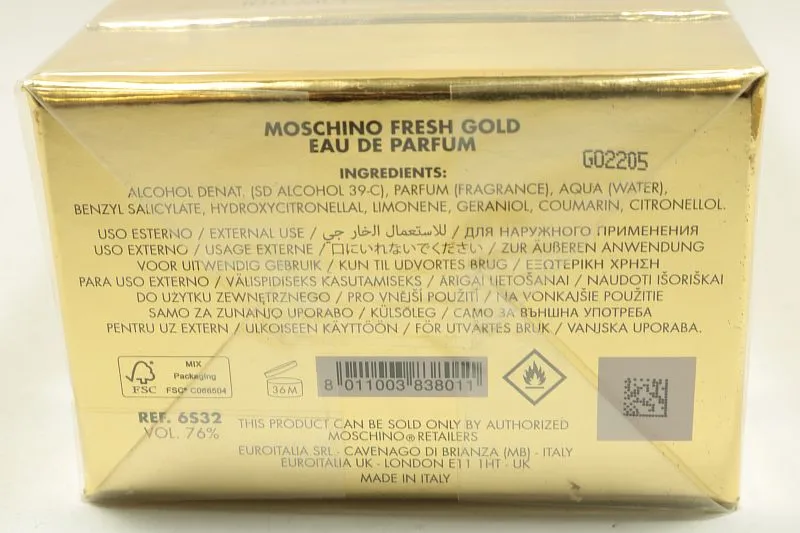 MOSCHINO FRESH GOLD
EAU DE PARFUM
G02205
INGREDIENTS:
ALCOHOL DENAT. (SD ALCOHOL 39-C), PARFUM (FRAGRANCE), AQUA (WATER),
BENZYL SALICYLATE, HYDROXYCITRONELLAL, LIMONENE, GERANIOL, COUMARIN, CITRONELLOL.
USO ESTERNO / EXTERNAL USE / للاستعمال الخار جي / ДЛЯ НАРУЖНОГО ПРИМЕНЕНИЯ
USO EXTERNO / USAGE EXTERNE / 口にいれないでください / ZUR ÄUBEREN ANWENDUNG
VOOR UITWENDIG GEBRUIK / KUN TIL UDVORTES BRUG / ΕΞΩΤΕΡΙΚΗ ΧΡΗΣΗ
PARA USO EXTERNO / VÄLISPIDISEKS KASUTAMISEKS / ĀRĪGAI LIETOŠANAI / NAUDOTI IŠORIŠKAI
DO UŻYTKU ZEWNĘTRZNEGO / PRO VNĚJŠÍ POUŽITÍ / NA VONKAJŠIE POUŽITIE
SAMO ZA ZUNANJO UPORABO / KÜLSÖLEG / САМО ЗА ВЪНШНА УПОТРЕБА
PENTRU UZ EXTERN / ULKOISEEN KÄYTTÖÖN / FÖR UTVÄRTES BRUK / VANJSKA UPORABA.
FSC
MIX
Packaging
FSC® C066504
36M
8 011003 838011
REF. 6S32
VOL. 76%
THIS PRODUCT CAN BE SOLD ONLY BY AUTHORIZED
MOSCHINO® RETAILERS
EUROITALIA SRL - CAVENAGO DI BRIANZA (MB) - ITALY
EUROITALIA UK - LONDON E11 1HT - UK
MADE IN ITALY